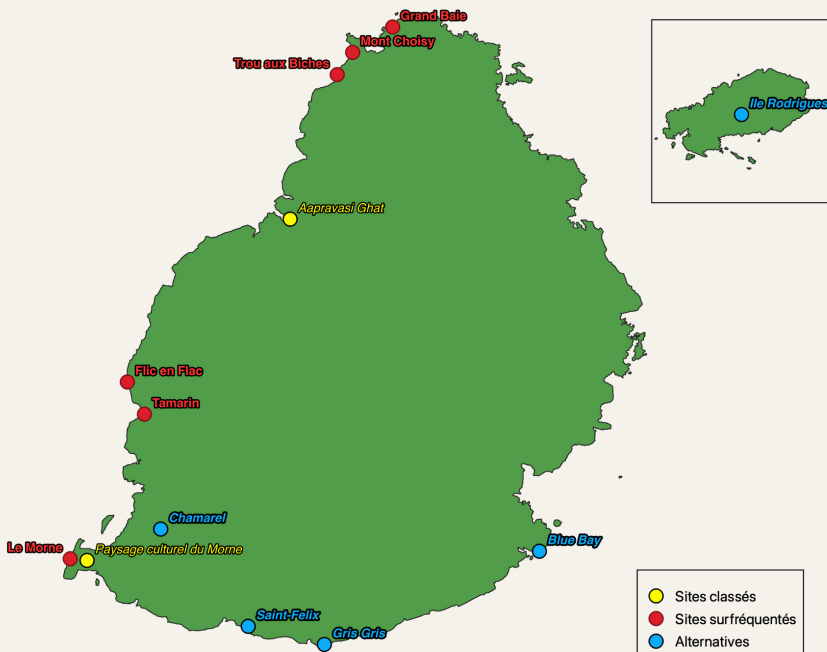 Grand Baie
Mont Choisy
Trou aux Biches
Ile Rodrigues
Aapravasi Ghat
Flic en Flac
Tamarin
Chamarel
Le Morne
Paysage culturel du Morne
Blue Bay
Saint-Felix
Gris Gris
Sites classés
Sites surfréquentés
Alternatives